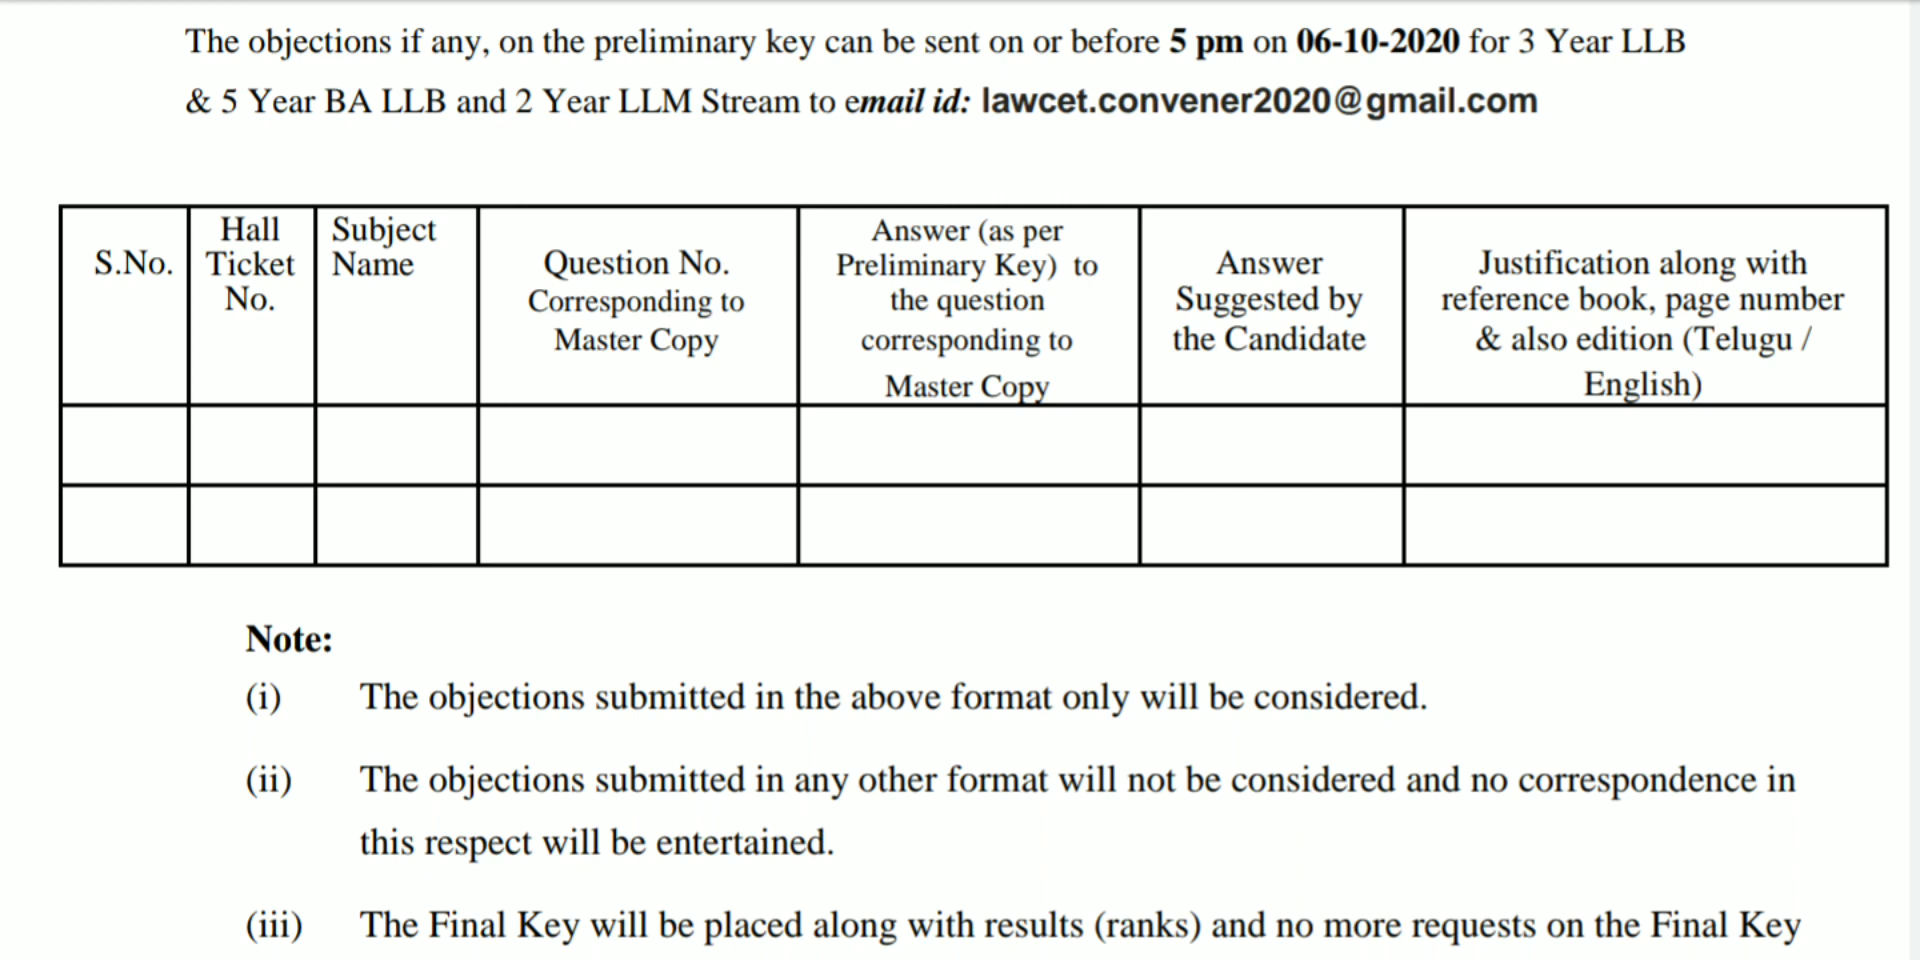 The objections if any, on the preliminary key can be sent on or before 5 pm on 06-10-2020 for 3 Year LLB
& 5 Year BA LLB and 2 Year LLM Stream to email id: lawcet.convener2020@gmail.com
S.No.
Hall
Ticket
No.
Subject
Name
Question No.
Corresponding to
Master Copy
Answer (as per
Preliminary Key) to
the question
corresponding to
Master Copy
Answer
Suggested by
the Candidate
Justification along with
reference book, page number
& also edition (Telugu /
English)
Note:
(i) The objections submitted in the above format only will be considered.
(ii) The objections submitted in any other format will not be considered and no correspondence in
this respect will be entertained.
(iii) The Final Key will be placed along with results (ranks) and no more requests on the Final Key